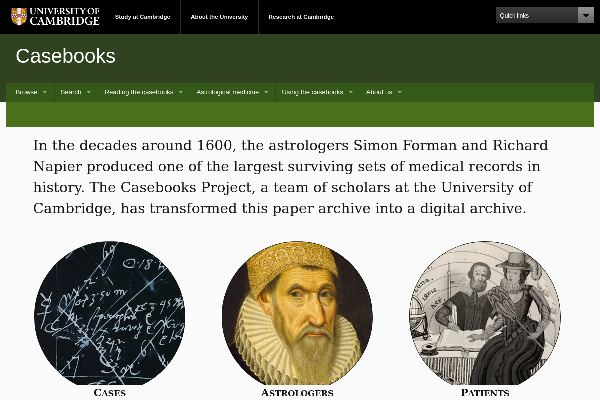 UNIVERSITY OF CAMBRIDGE
Study at Cambridge
About the University
Research at Cambridge
Quick links
Casebooks
Browse
Search
Reading the casebooks
Astrological medicine
Using the casebooks
About us
In the decades around 1600, the astrologers Simon Forman and Richard
Napier produced one of the largest surviving sets of medical records in
history. The Casebooks Project, a team of scholars at the University of
Cambridge, has transformed this paper archive into a digital archive.
CASES
ASTROLOGERS
PATIENTS